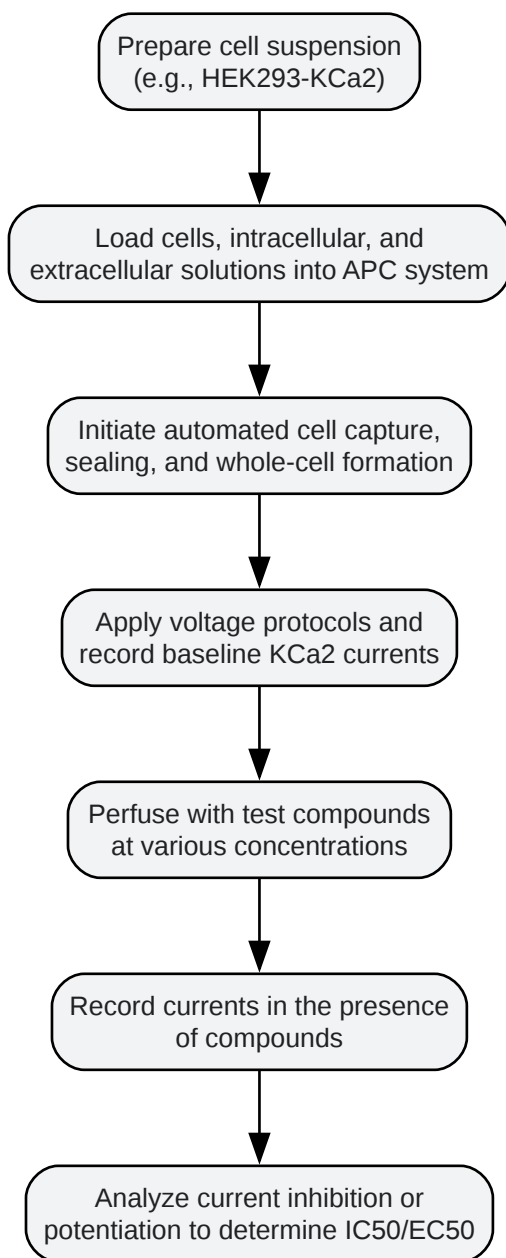 Prepare cell suspension
(e.g., HEK293-KCa2)
Load cells, intracellular, and
extracellular solutions into APC system
Initiate automated cell capture,
sealing, and whole-cell formation
Apply voltage protocols and
record baseline KCa2 currents
Perfuse with test compounds
at various concentrations
Record currents in the presence
of compounds
Analyze current inhibition or
potentiation to determine IC50/EC50